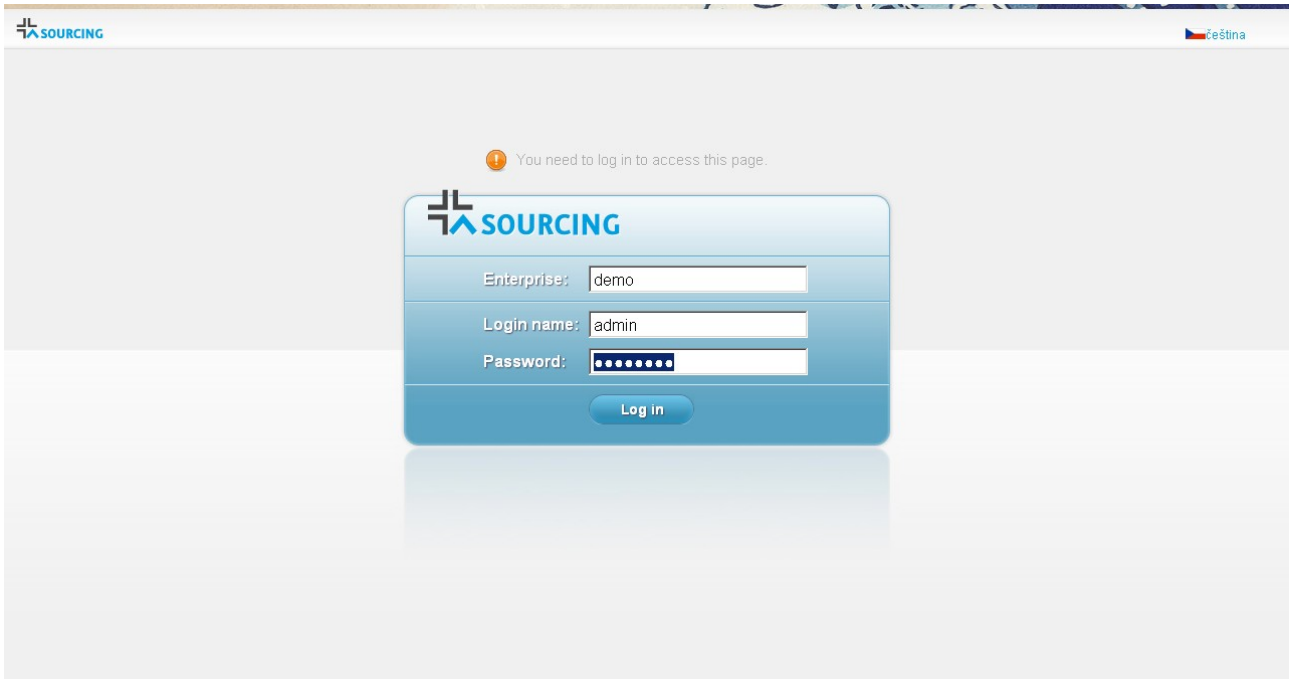 SOURCING
čeština
You need to log in to access this page.
SOURCING
Enterprise: demo
Login name: admin
Password: ●●●●●●●●
Log in